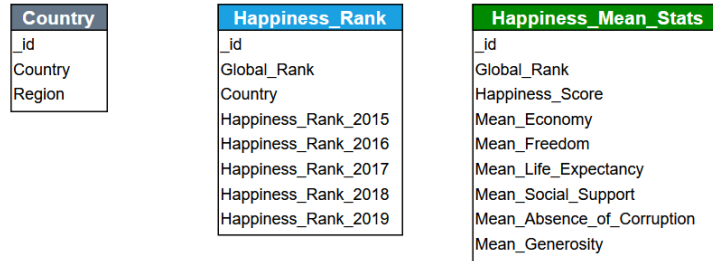 Country
_id
Country
Region
Happiness_Rank
_id
Global_Rank
Country
Happiness_Rank_2015
Happiness_Rank_2016
Happiness_Rank_2017
Happiness_Rank_2018
Happiness_Rank_2019
Happiness_Mean_Stats
_id
Global_Rank
Happiness_Score
Mean_Economy
Mean_Freedom
Mean_Life_Expectancy
Mean_Social_Support
Mean_Absence_of_Corruption
Mean_Generosity